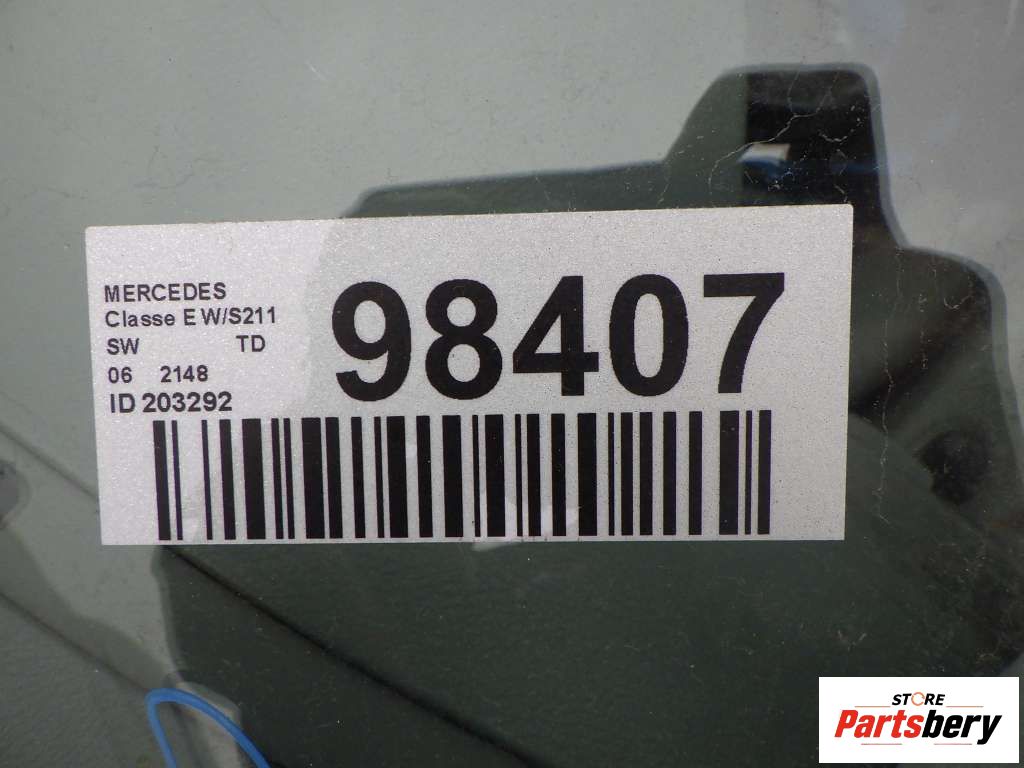 MERCEDES
Classe E W/S211
SW TD
06 2148
ID 203292
98407
STORE
Partsbery